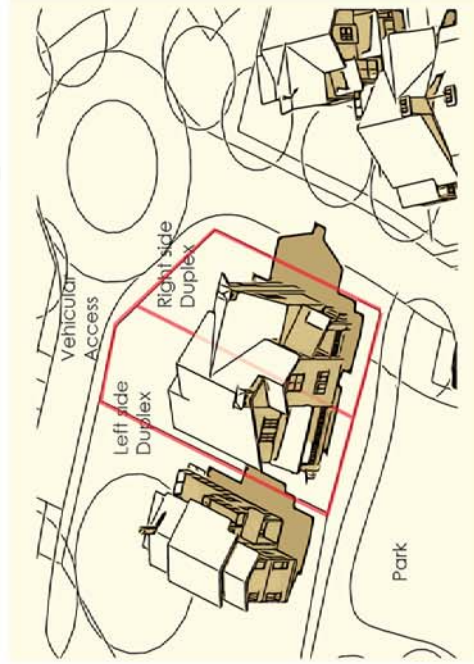 Vehicular
Access
Right side
Duplex
Left side
Duplex
Park